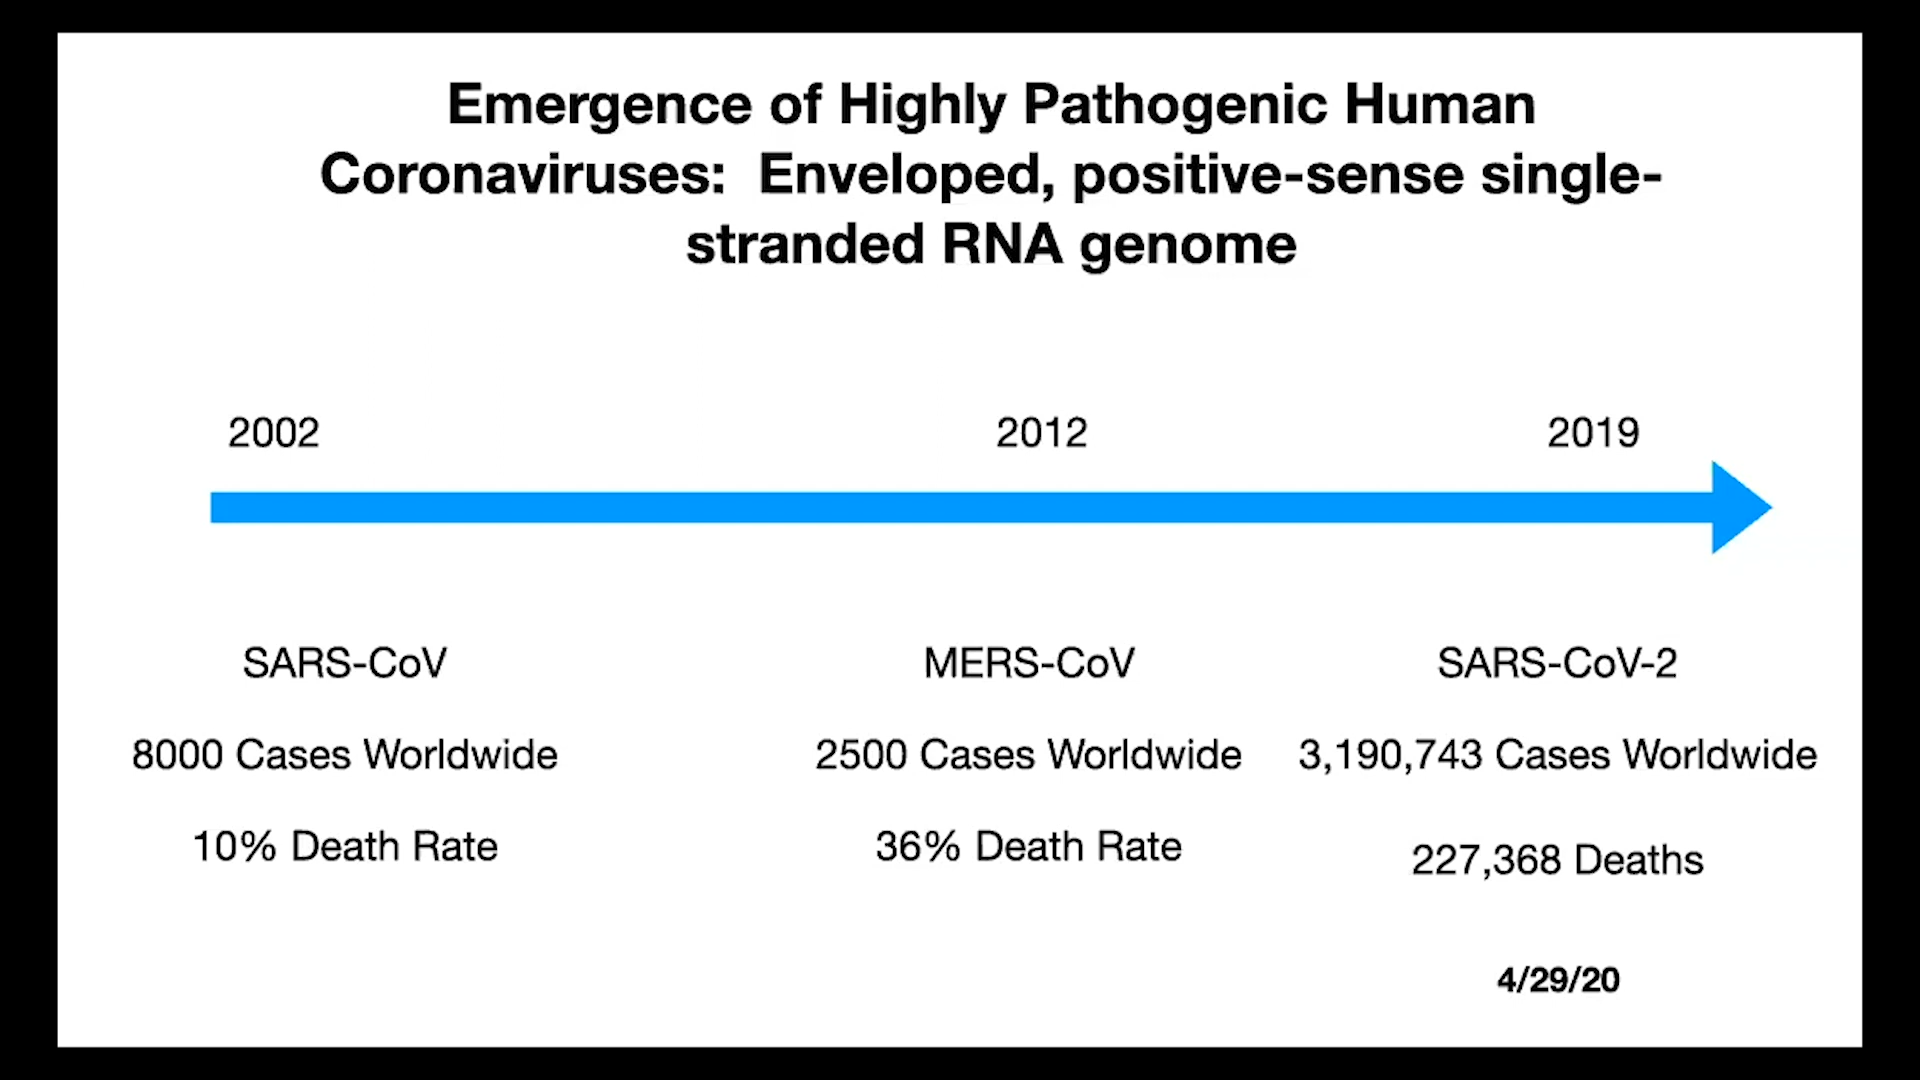 Emergence of Highly Pathogenic Human
Coronaviruses:  Enveloped, positive-sense single-
stranded RNA genome
2002
2012
2019
SARS-CoV
8000 Cases Worldwide
10% Death Rate
MERS-CoV
2500 Cases Worldwide
36% Death Rate
SARS-CoV-2
3,190,743 Cases Worldwide
227,368 Deaths
4/29/20